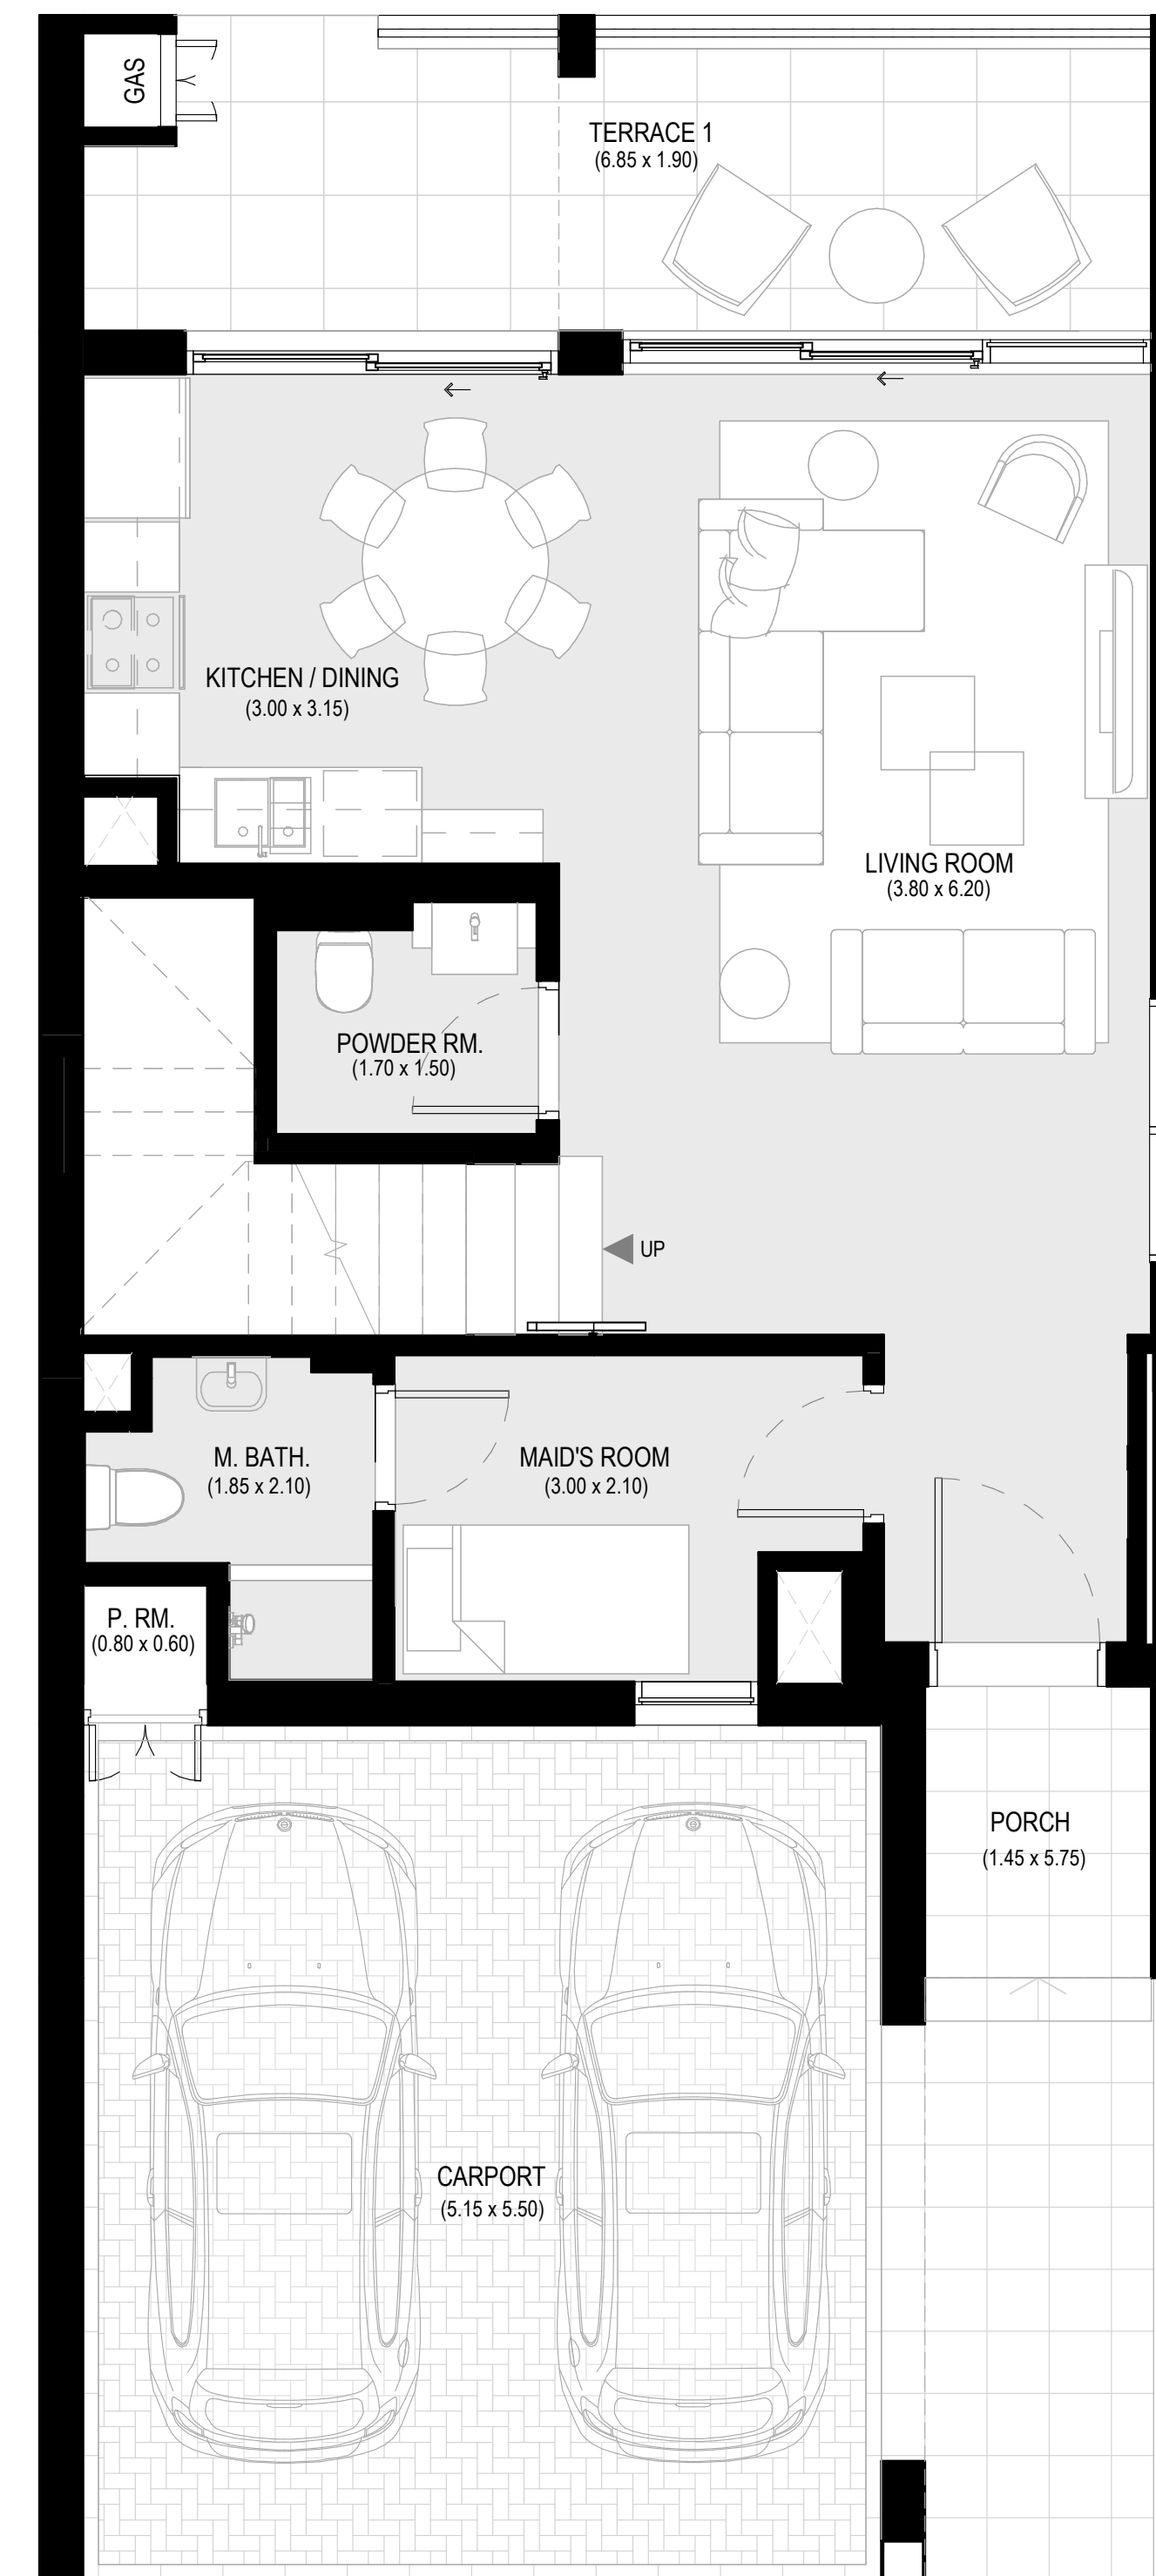 GAS
TERRACE 1
(6.85 x 1.90)
KITCHEN / DINING
(3.00 x 3.15)
LIVING ROOM
(3.80 x 6.20)
POWDER RM.
(1.70 x 1.50)
UP
M. BATH.
(1.85 x 2.10)
MAID'S ROOM
(3.00 x 2.10)
P. RM.
(0.80 x 0.60)
PORCH
(1.45 x 5.75)
CARPORT
(5.15 x 5.50)